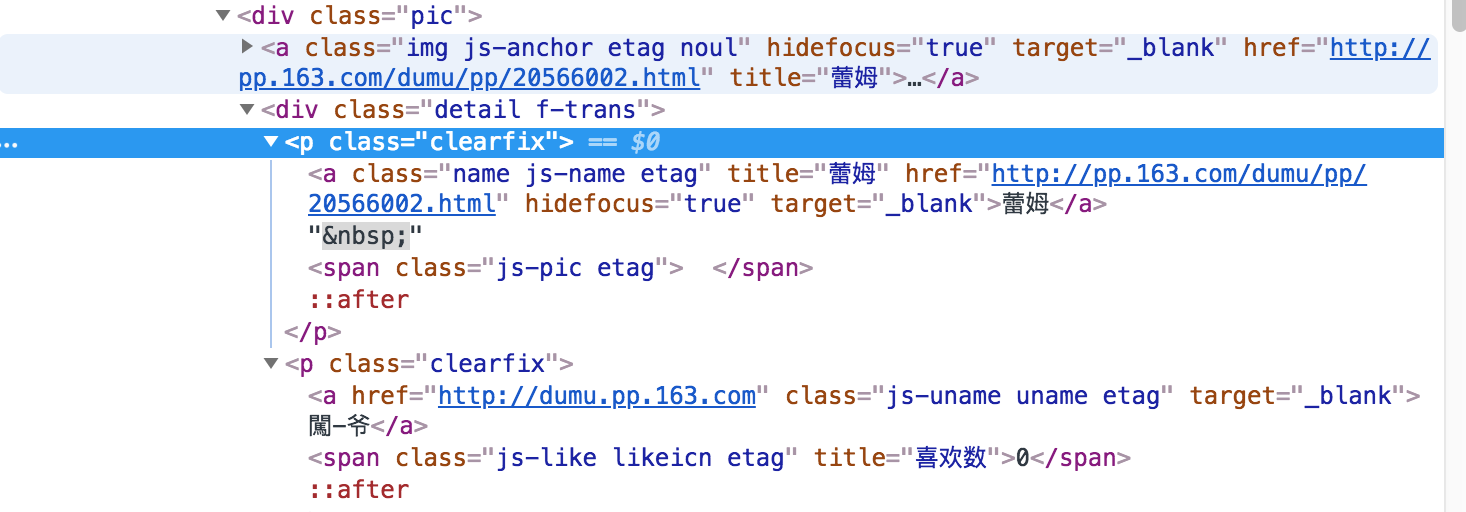 ▼<div class="pic">
▶<a class="img js-anchor etag noul" hidefocus="true" target="_blank" href="http://
pp.163.com/dumu/pp/20566002.html" title="蕾姆">…</a>
▼<div class="detail f-trans">
… ▼<p class="clearfix"> == $0
<a class="name js-name etag" title="蕾姆" href="http://pp.163.com/dumu/pp/
20566002.html" hidefocus="true" target="_blank">蕾姆</a>
"&nbsp;"
<span class="js-pic etag">  </span>
::after
</p>
▼<p class="clearfix">
<a href="http://dumu.pp.163.com" class="js-uname uname etag" target="_blank">
闖—爷</a>
<span class="js-like likeicn etag" title="喜欢数">0</span>
::after